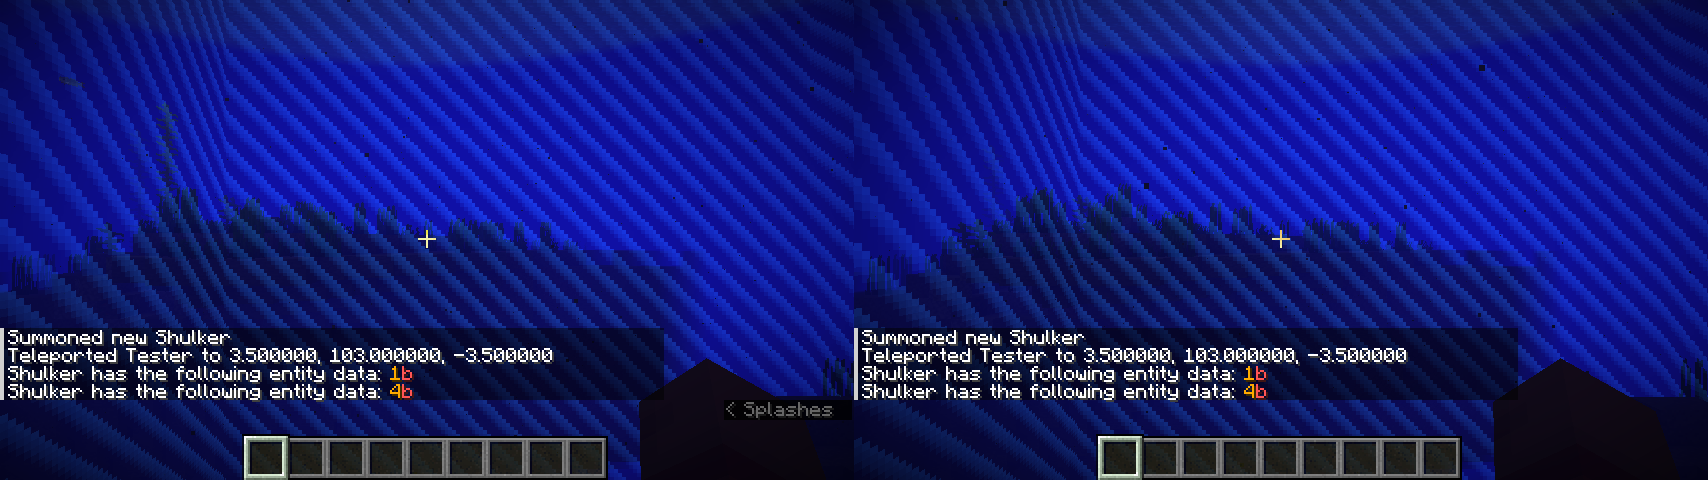 Summoned new Shulker
Teleported Tester to 3.500000, 103.000000, -3.500000
Shulker has the following entity data: 1b
Shulker has the following entity data: 4b
< Splashes
Summoned new Shulker
Teleported Tester to 3.500000, 103.000000, -3.500000
Shulker has the following entity data: 1b
Shulker has the following entity data: 4b